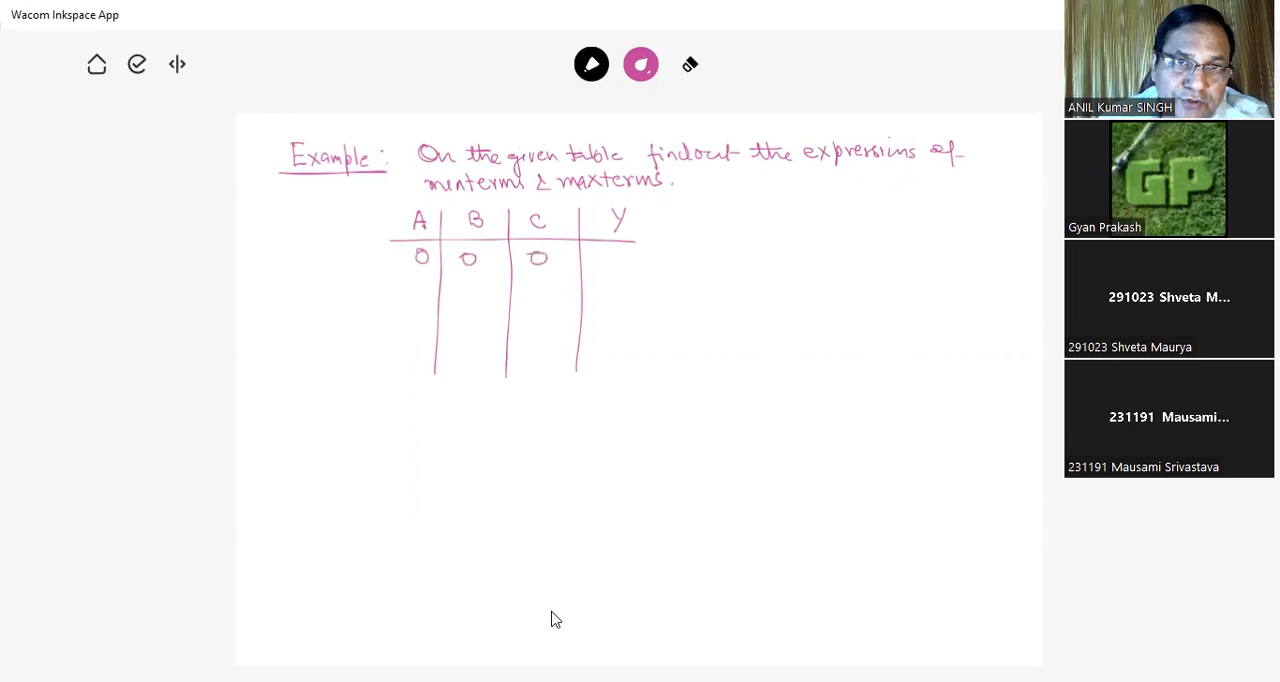 Wacom Inkspace App
Example: On the given table findout the expressions of
menterms & maxterms.
A B C Y
0 0 0
ANIL Kumar SINGH
GP
Gyan Prakash
291023 Shveta M...
291023 Shveta Maurya
231191 Mausami...
231191 Mausami Srivastava